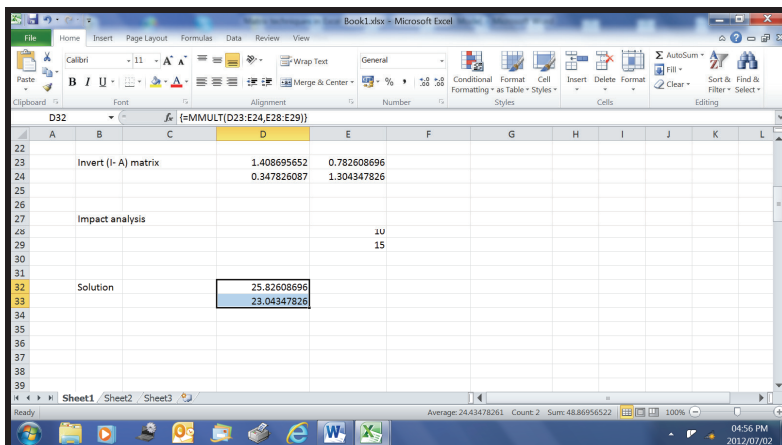 Book1.xlsx - Microsoft Excel
File Home Insert Page Layout Formulas Data Review View
Calibri 11 A A Wrap Text General Conditional Formatting as Table Cell Styles Insert Delete Format Σ AutoSum Fill Clear Sort & Filter Find & Select
Paste B I U A Merge & Center % , .0 .00 .00 .0
Clipboard Font Alignment Number Styles Cells Editing
D32 fx {=MMULT(D23:E24,E28:E29)}
A B C D E F G H I J K L
22
23 Invert (I- A) matrix 1.408695652 0.782608696
24 0.347826087 1.304347826
25
26
27 Impact analysis
28 10
29 15
30
31
32 Solution 25.82608696
33 23.04347826
34
35
36
37
38
39
Sheet1 Sheet2 Sheet3
Ready Average: 24.43478261 Count: 2 Sum: 48.86956522 100%
04:56 PM